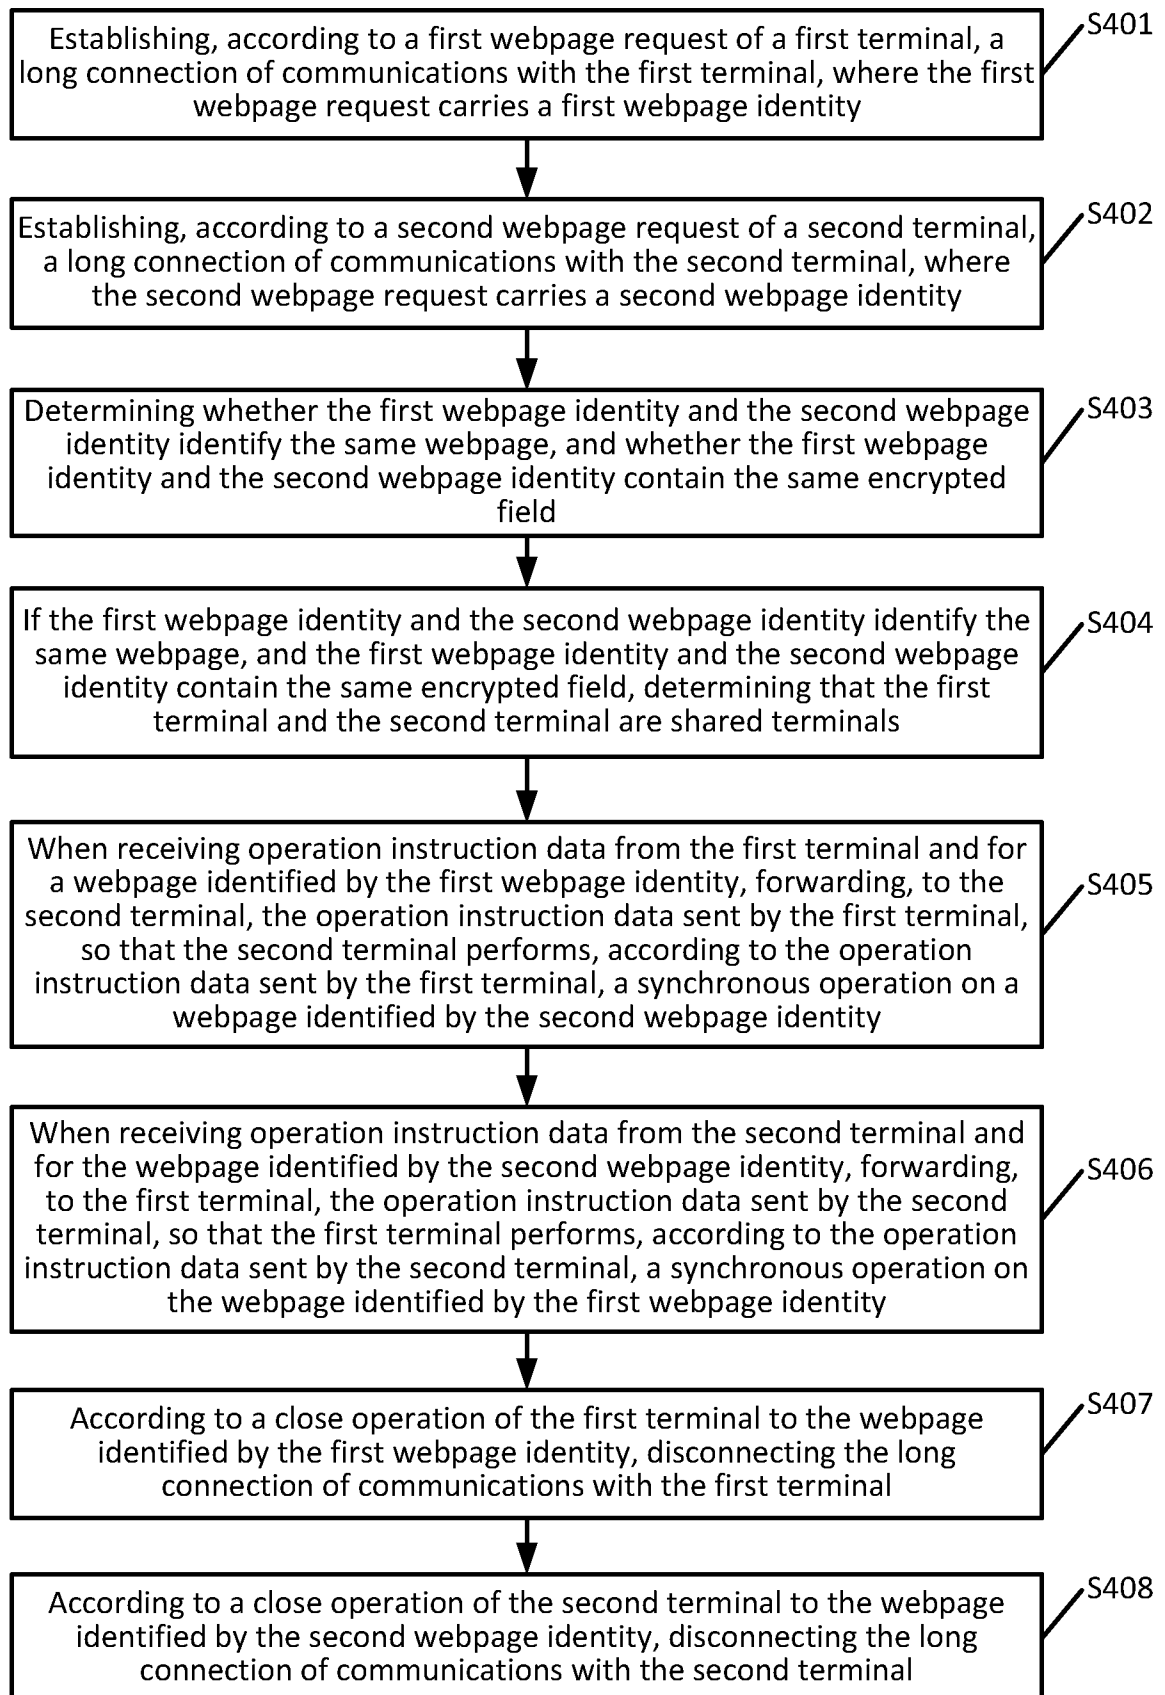 Establishing, according to a first webpage request of a first terminal, a
long connection of communications with the first terminal, where the first
webpage request carries a first webpage identity
S401
Establishing, according to a second webpage request of a second terminal,
a long connection of communications with the second terminal, where
the second webpage request carries a second webpage identity
S402
Determining whether the first webpage identity and the second webpage
identity identify the same webpage, and whether the first webpage
identity and the second webpage identity contain the same encrypted
field
S403
If the first webpage identity and the second webpage identity identify the
same webpage, and the first webpage identity and the second webpage
identity contain the same encrypted field, determining that the first
terminal and the second terminal are shared terminals
S404
When receiving operation instruction data from the first terminal and for
a webpage identified by the first webpage identity, forwarding, to the
second terminal, the operation instruction data sent by the first terminal,
so that the second terminal performs, according to the operation
instruction data sent by the first terminal, a synchronous operation on a
webpage identified by the second webpage identity
S405
When receiving operation instruction data from the second terminal and
for the webpage identified by the second webpage identity, forwarding,
to the first terminal, the operation instruction data sent by the second
terminal, so that the first terminal performs, according to the operation
instruction data sent by the second terminal, a synchronous operation on
the webpage identified by the first webpage identity
S406
According to a close operation of the first terminal to the webpage
identified by the first webpage identity, disconnecting the long
connection of communications with the first terminal
S407
According to a close operation of the second terminal to the webpage
identified by the second webpage identity, disconnecting the long
connection of communications with the second terminal
S408